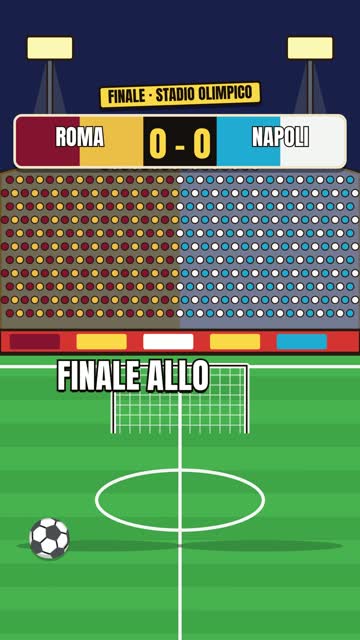 FINALE · STADIO OLIMPICO
ROMA 0 - 0 NAPOLI
FINALE ALLO